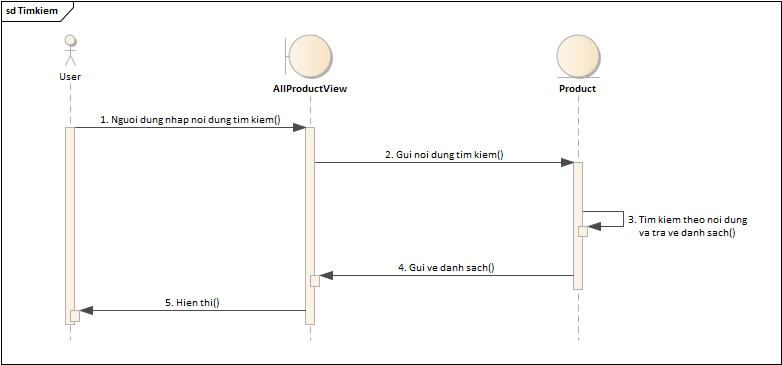 sd Timkiem
User
AllProductView
Product
1. Nguoi dung nhap noi dung tim kiem()
2. Gui noi dung tim kiem()
3. Tim kiem theo noi dung
va tra ve danh sach()
4. Gui ve danh sach()
5. Hien thi()